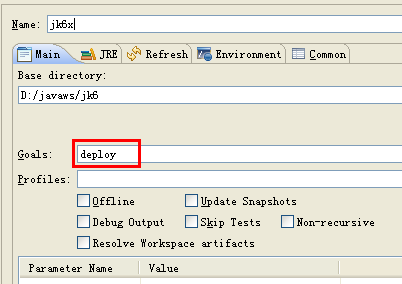 Name: jk6x
Main JRE Refresh Environment Common
Base directory:
D:/javaws/jk6
Goals: deploy
Profiles:
Offline Update Snapshots
Debug Output Skip Tests Non-recursive
Resolve Workspace artifacts
Parameter Name Value